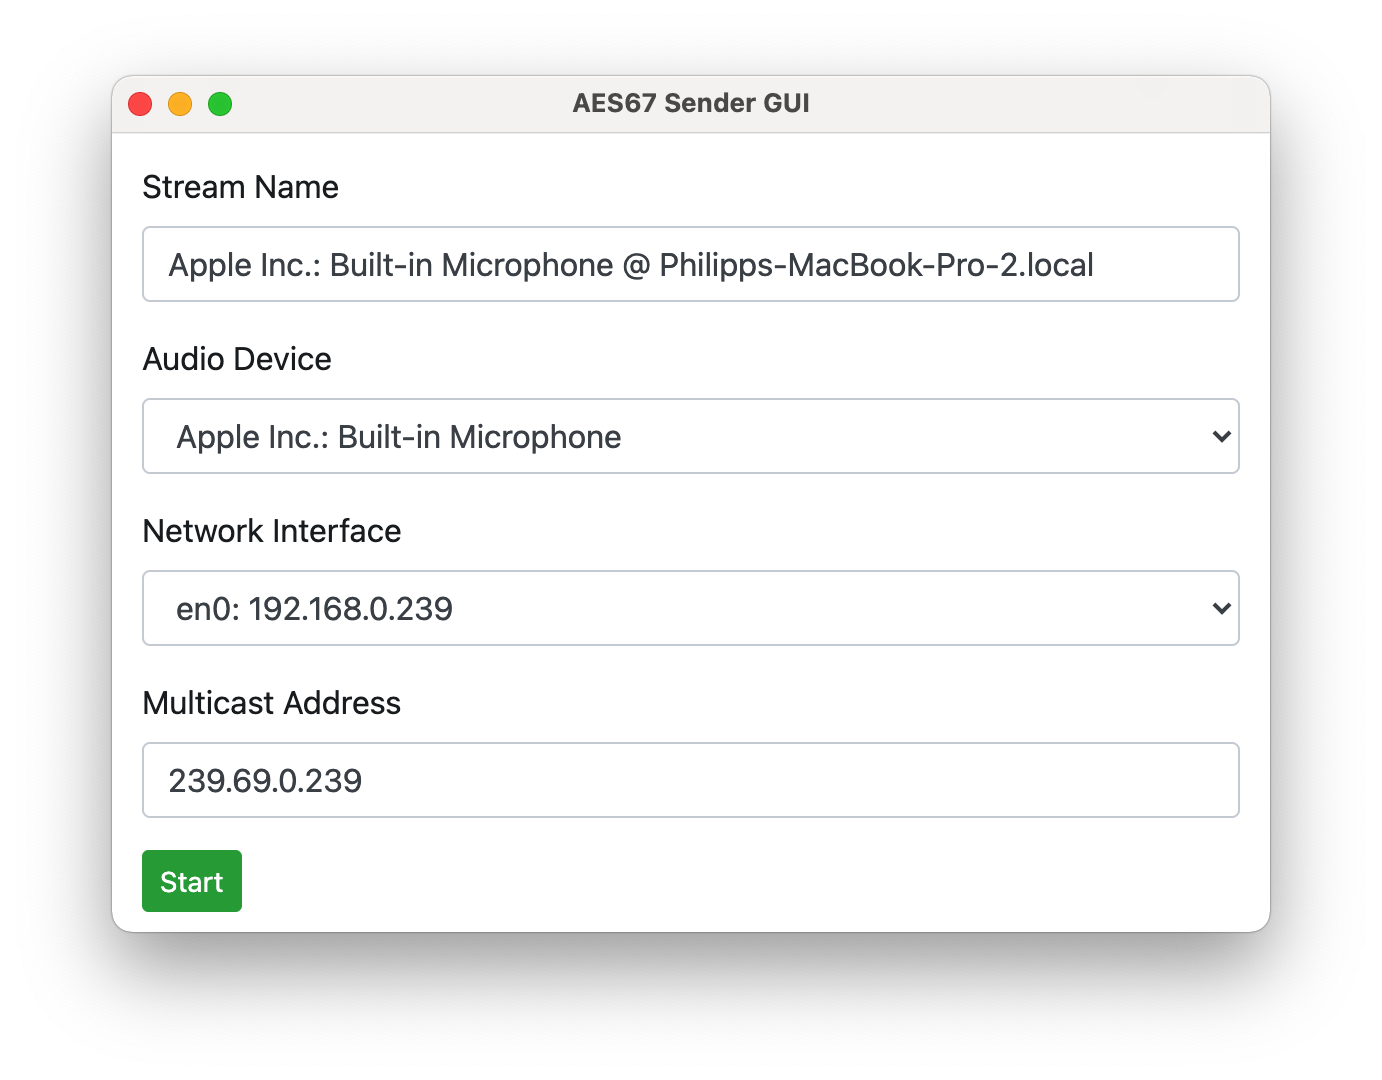 AES67 Sender GUI
Stream Name
Apple Inc.: Built-in Microphone @ Philipps-MacBook-Pro-2.local
Audio Device
Apple Inc.: Built-in Microphone
Network Interface
en0: 192.168.0.239
Multicast Address
239.69.0.239
Start